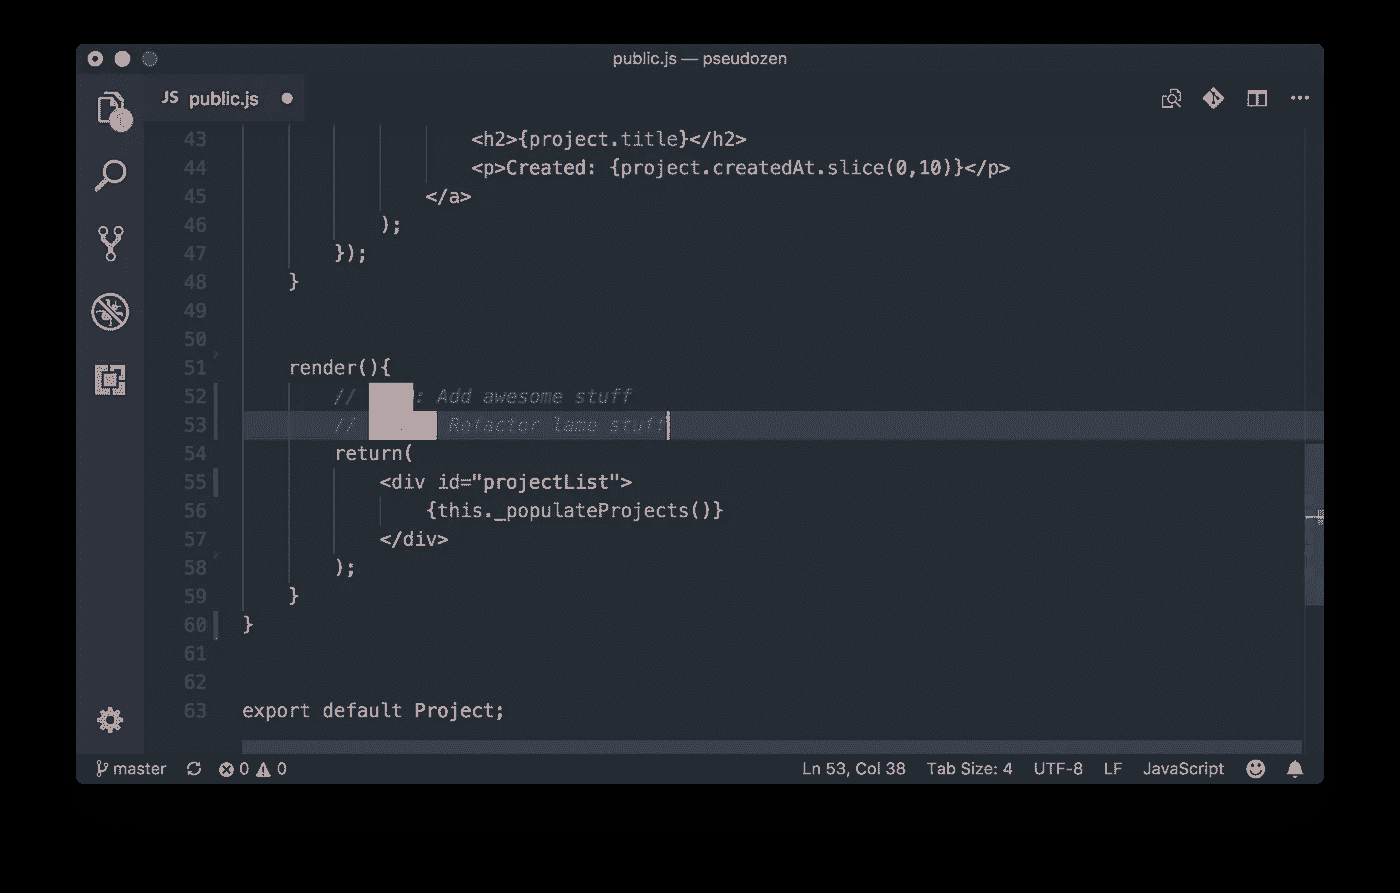 public.js — pseudozen
JS public.js
43 <h2>{project.title}</h2>
44 <p>Created: {project.createdAt.slice(0,10)}</p>
45 </a>
46 );
47 });
48 }
49
50
51 render(){
52 // : Add awesome stuff
53 // Refactor lame stuff
54 return(
55 <div id="projectList">
56 {this._populateProjects()}
57 </div>
58 );
59 }
60 }
61
62
63 export default Project;
master 0 0 Ln 53, Col 38 Tab Size: 4 UTF-8 LF JavaScript